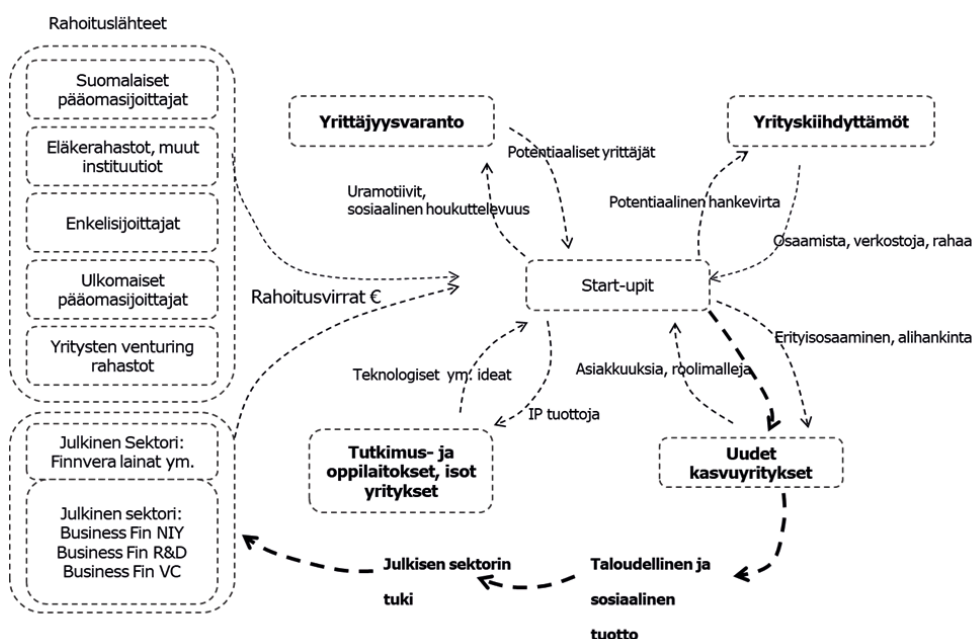 Rahoituslähteet
Suomalaiset
pääomasijoittajat
Eläkerahastot, muut
instituutiot
Enkelisijoittajat
Ulkomaiset
pääomasijoittajat
Yritysten venturing
rahastot
Julkinen Sektori:
Finnvera lainat ym.
Julkinen sektori:
Business Fin NIY
Business Fin R&D
Business Fin VC
Rahoitusvirrat €
Yrittäjyysvaranto
Potentiaaliset yrittäjät
Uramotiivit,
sosiaalinen houkuttelevuus
Yrityskiihdyttämöt
Potentiaalinen hankevirta
Osaamista, verkostoja, rahaa
Start-upit
Erityisosaaminen, alihankinta
Teknologiset ym. ideat
Asiakkuuksia, roolimalleja
IP tuottoja
Tutkimus- ja
oppilaitokset, isot
yritykset
Uudet
kasvuyritykset
Julkisen sektorin
tuki
Taloudellinen ja
sosiaalinen
tuotto